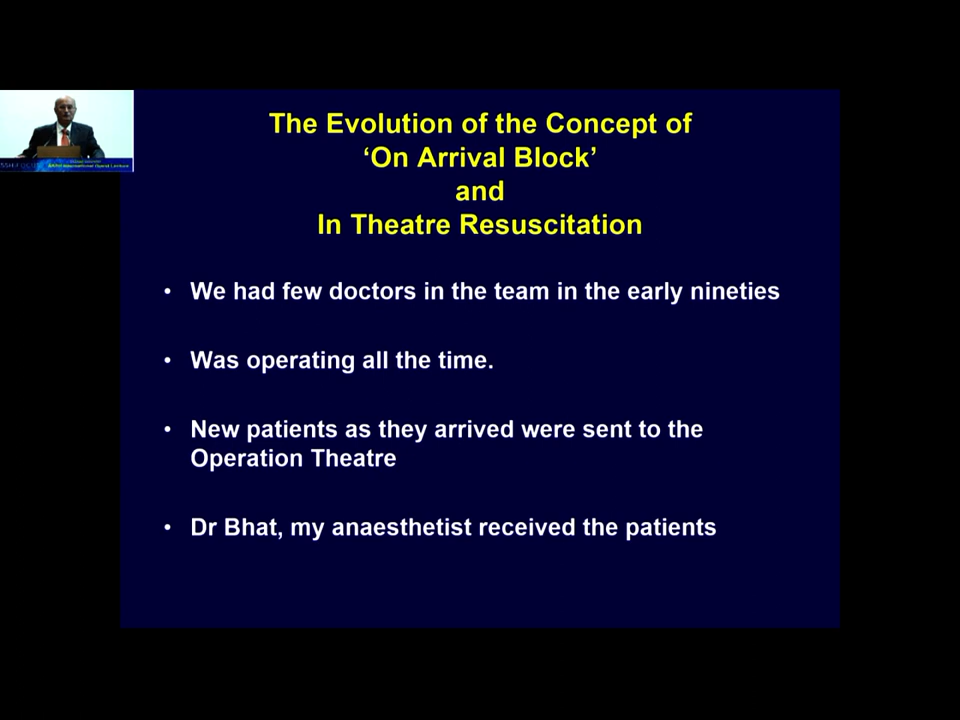 The Evolution of the Concept of
‘On Arrival Block’
and
In Theatre Resuscitation
• We had few doctors in the team in the early nineties
• Was operating all the time.
• New patients as they arrived were sent to the
Operation Theatre
• Dr Bhat, my anaesthetist received the patients